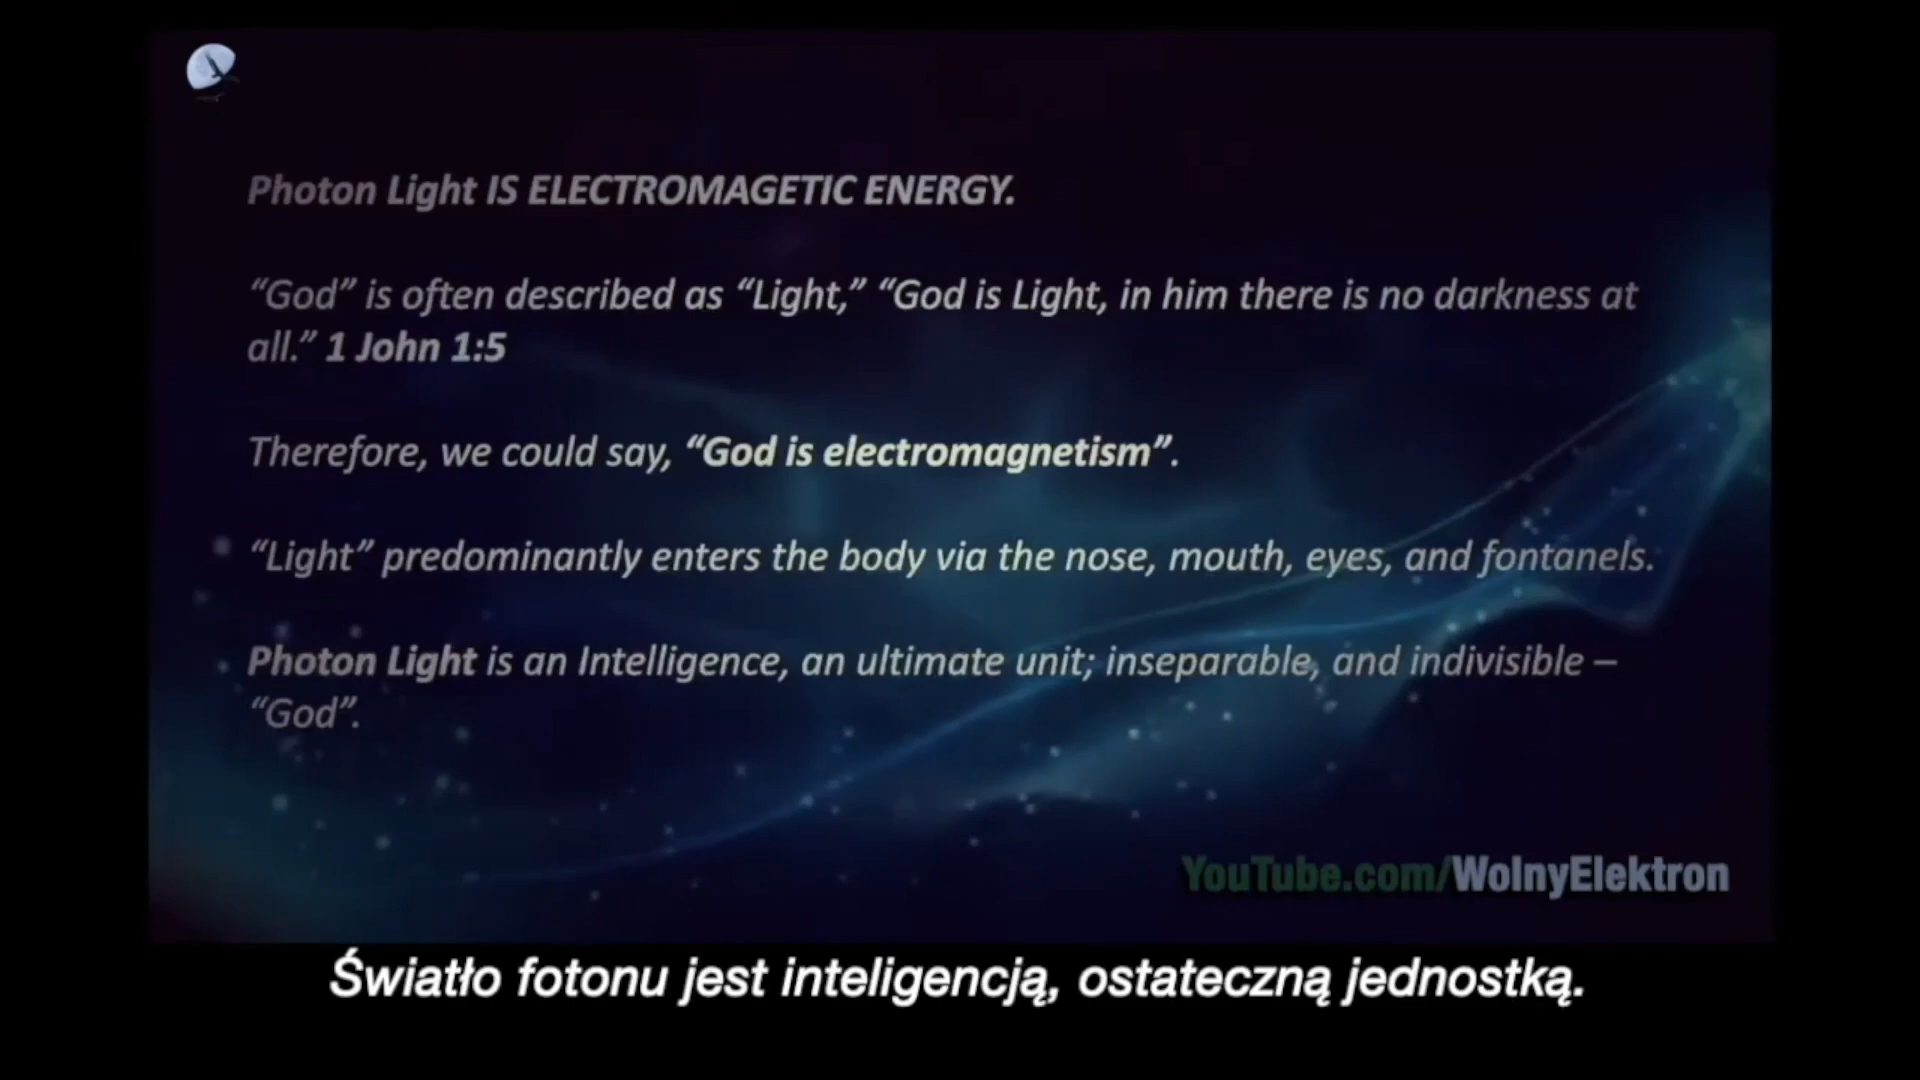 Photon Light IS ELECTROMAGETIC ENERGY.
“God” is often described as “Light,” “God is Light, in him there is no darkness at
all.” 1 John 1:5
Therefore, we could say, “God is electromagnetism”.
“Light” predominantly enters the body via the nose, mouth, eyes, and fontanels.
Photon Light is an Intelligence, an ultimate unit; inseparable, and indivisible –
“God”.
YouTube.com/WolnyElektron
Światło fotonu jest inteligencją, ostateczną jednostką.